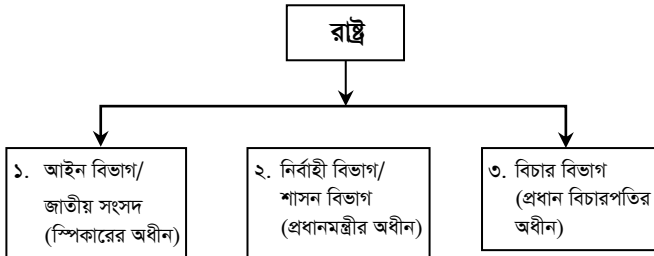 রাষ্ট্র
১. আইন বিভাগ/
জাতীয় সংসদ
(স্পিকারের অধীন)
২. নির্বাহী বিভাগ/
শাসন বিভাগ
(প্রধানমন্ত্রীর অধীন)
৩. বিচার বিভাগ
(প্রধান বিচারপতির
অধীন)